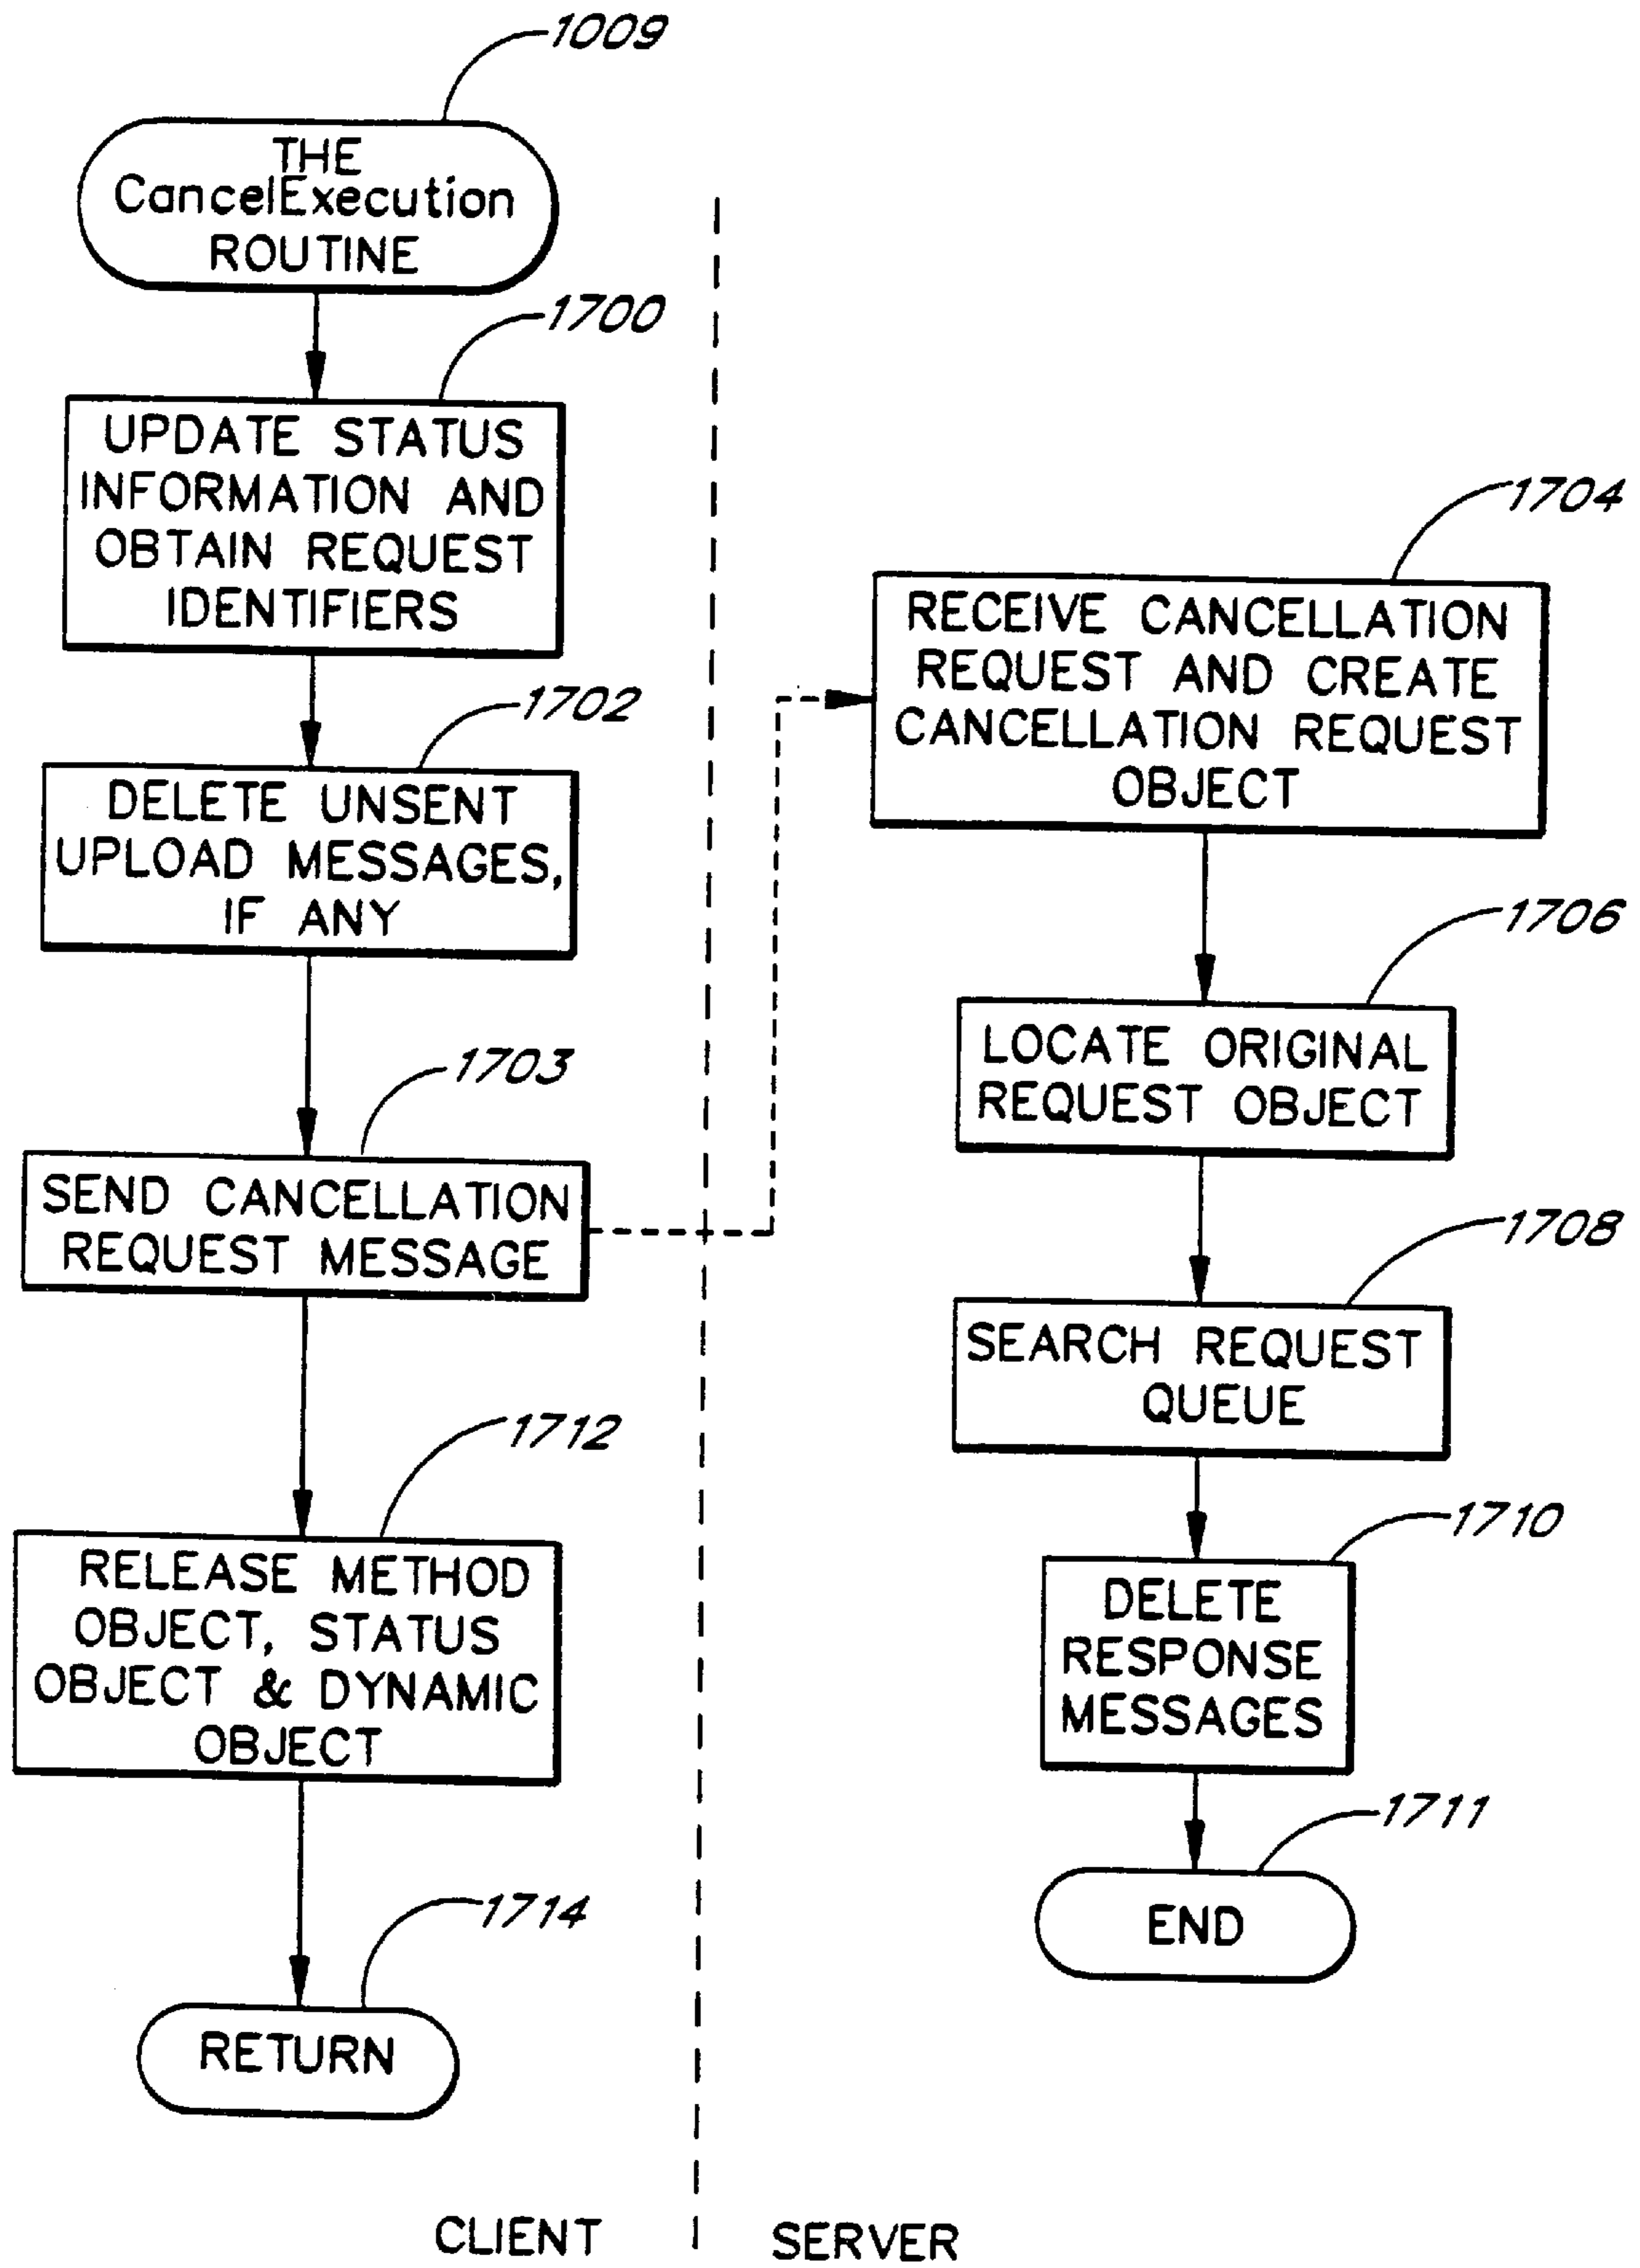 1009
THE
CancelExecution
ROUTINE
1700
UPDATE STATUS
INFORMATION AND
OBTAIN REQUEST
IDENTIFIERS
1702
DELETE UNSENT
UPLOAD MESSAGES,
IF ANY
1703
SEND CANCELLATION
REQUEST MESSAGE
1712
RELEASE METHOD
OBJECT, STATUS
OBJECT & DYNAMIC
OBJECT
1714
RETURN
CLIENT
1704
RECEIVE CANCELLATION
REQUEST AND CREATE
CANCELLATION REQUEST
OBJECT
1706
LOCATE ORIGINAL
REQUEST OBJECT
1708
SEARCH REQUEST
QUEUE
1710
DELETE
RESPONSE
MESSAGES
1711
END
SERVER